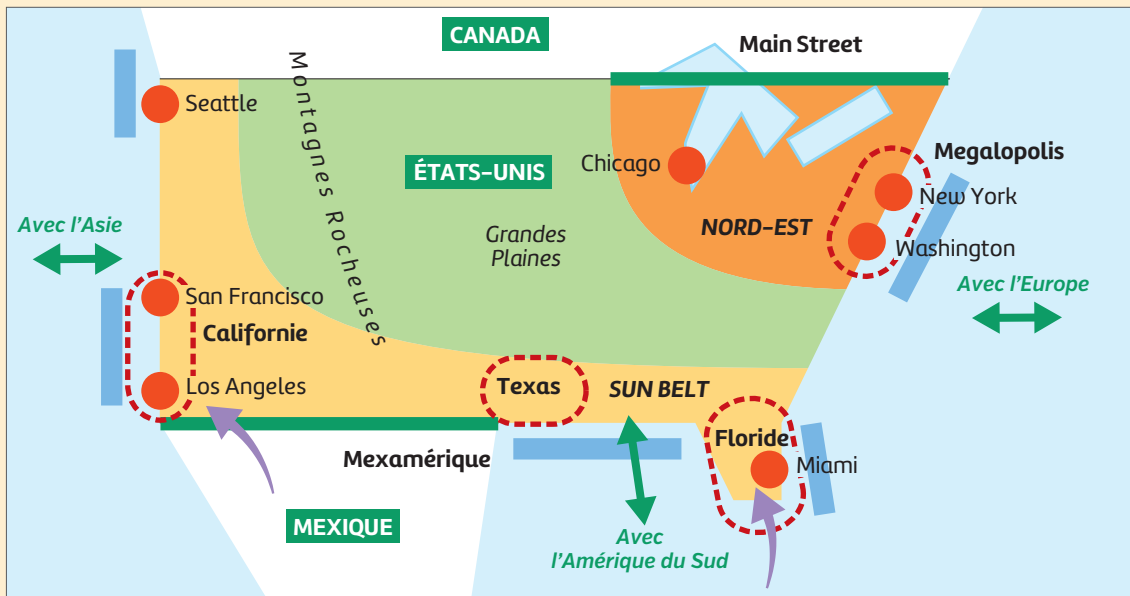 CANADA
Main Street
Montagnes Rocheuses
Seattle
Chicago
ÉTATS-UNIS
Megalopolis
New York
Avec l'Asie
NORD-EST
Grandes
Plaines
Washington
Avec l'Europe
San Francisco
Californie
Los Angeles
Texas
SUN BELT
Floride
Mexamérique
Miami
MEXIQUE
Avec
l'Amérique du Sud